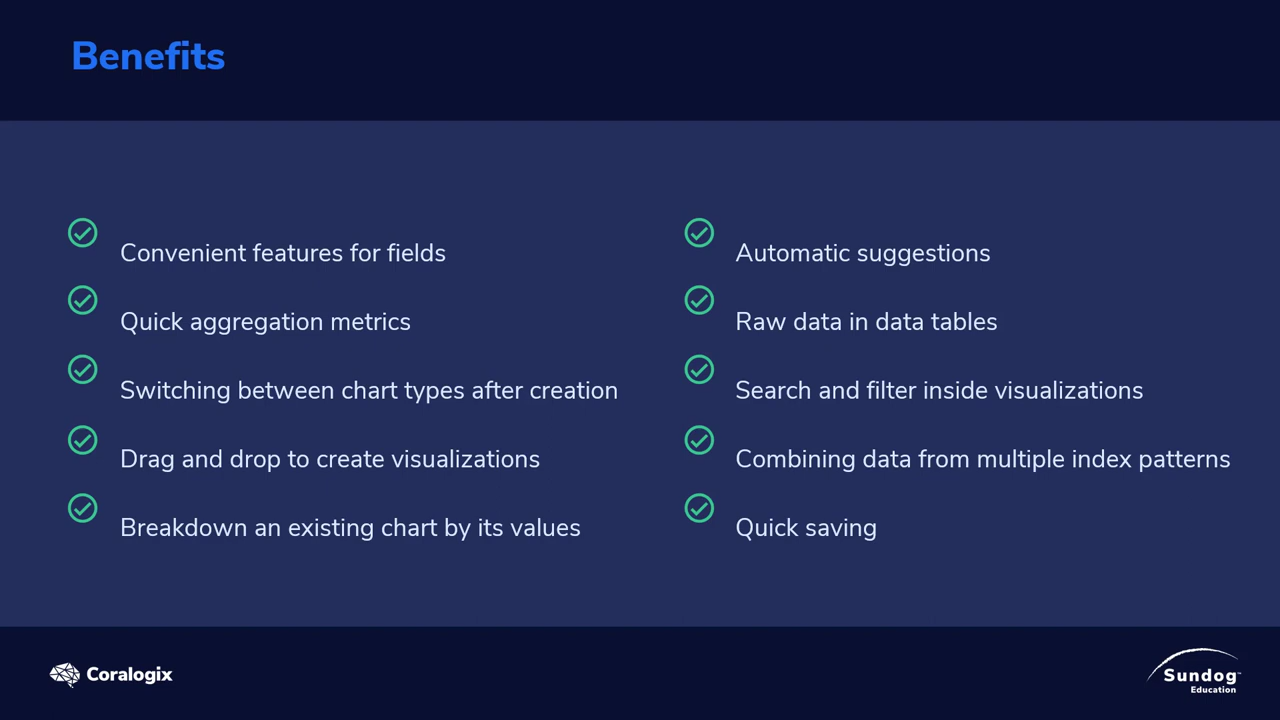 Benefits
Convenient features for fields
Quick aggregation metrics
Switching between chart types after creation
Drag and drop to create visualizations
Breakdown an existing chart by its values
Automatic suggestions
Raw data in data tables
Search and filter inside visualizations
Combining data from multiple index patterns
Quick saving
Coralogix
Sundog™
Education